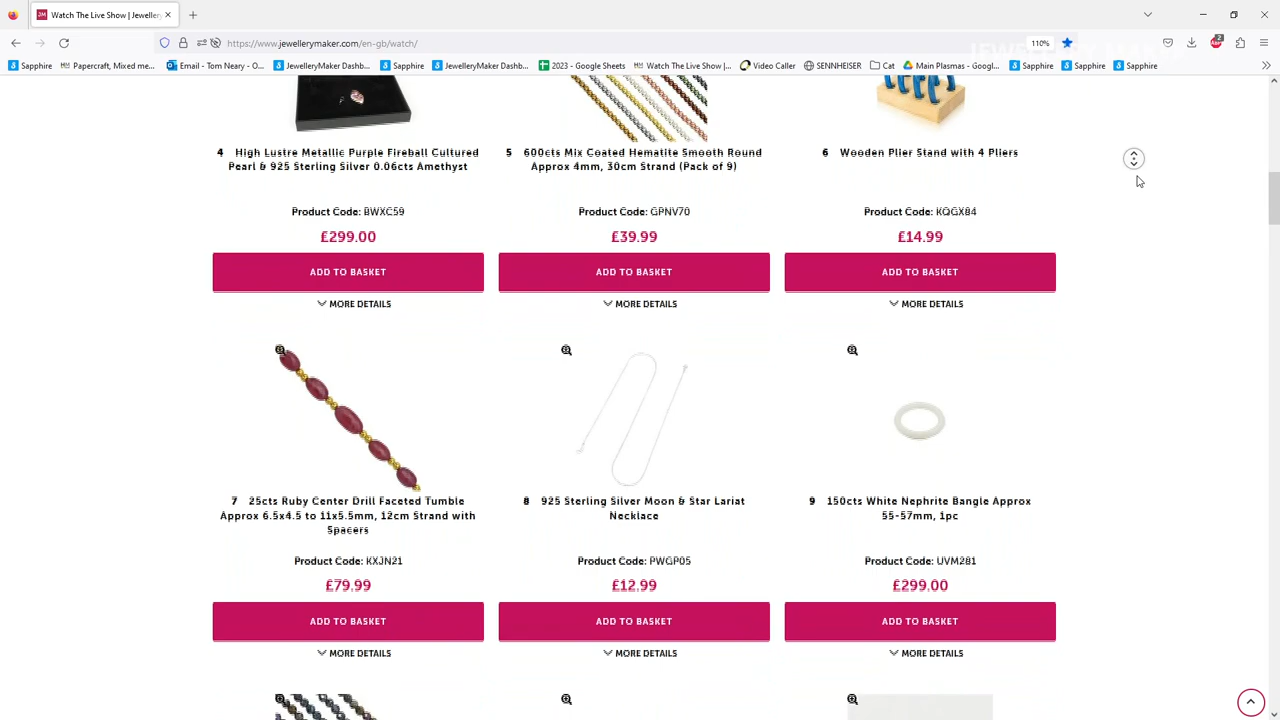 JM Watch The Live Show | Jeweller
https://www.jewellerymaker.com/en-gb/watch/
110%
2
Sapphire
Papercraft, Mixed me...
Email - Tom Neary - O...
Sapphire
JewelleryMaker Dashb...
Sapphire
JewelleryMaker Dashb...
2023 - Google Sheets
Watch The Live Show |...
Video Caller
SENNHEISER
Cat
Main Plasmas - Googl...
Sapphire
Sapphire
Sapphire
4 High Lustre Metallic Purple Fireball Cultured
Pearl & 925 Sterling Silver 0.06cts Amethyst
Product Code: BWXC59
£299.00
ADD TO BASKET
MORE DETAILS
5 600cts Mix Coated Hematite Smooth Round
Approx 4mm, 30cm Strand (Pack of 9)
Product Code: GPNV70
£39.99
ADD TO BASKET
MORE DETAILS
6 Wooden Plier Stand with 4 Pliers
Product Code: KQGX84
£14.99
ADD TO BASKET
MORE DETAILS
7 25cts Ruby Center Drill Faceted Tumble
Approx 6.5x4.5 to 11x5.5mm, 12cm Strand with
Spacers
Product Code: KXJN21
£79.99
ADD TO BASKET
MORE DETAILS
8 925 Sterling Silver Moon & Star Lariat
Necklace
Product Code: PWGP05
£12.99
ADD TO BASKET
MORE DETAILS
9 150cts White Nephrite Bangle Approx
55-57mm, 1pc
Product Code: UVM281
£299.00
ADD TO BASKET
MORE DETAILS